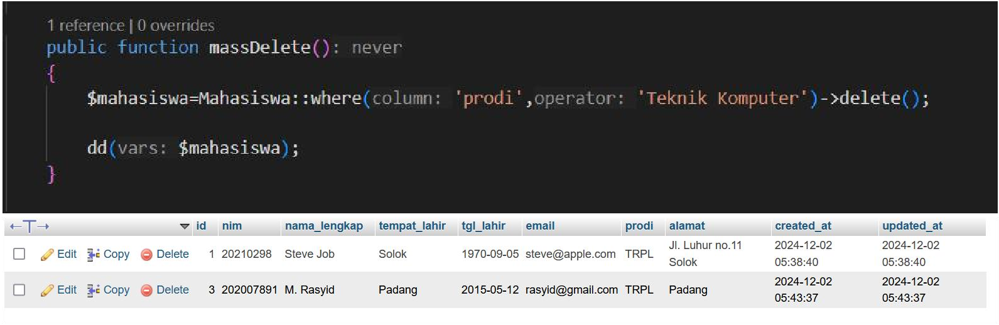 1 reference | 0 overrides
public function massDelete(): never
{
$mahasiswa=Mahasiswa::where(column: 'prodi',operator: 'Teknik Komputer')->delete();
dd(vars: $mahasiswa);
}
←T→ id nim nama_lengkap tempat_lahir tgl_lahir email prodi alamat created_at updated_at
Edit Copy Delete 1 20210298 Steve Job Solok 1970-09-05 steve@apple.com TRPL Jl. Luhur no.11 2024-12-02 2024-12-02
Solok 05:38:40 05:38:40
Edit Copy Delete 3 202007891 M. Rasyid Padang 2015-05-12 rasyid@gmail.com TRPL Padang 2024-12-02 2024-12-02
05:43:37 05:43:37